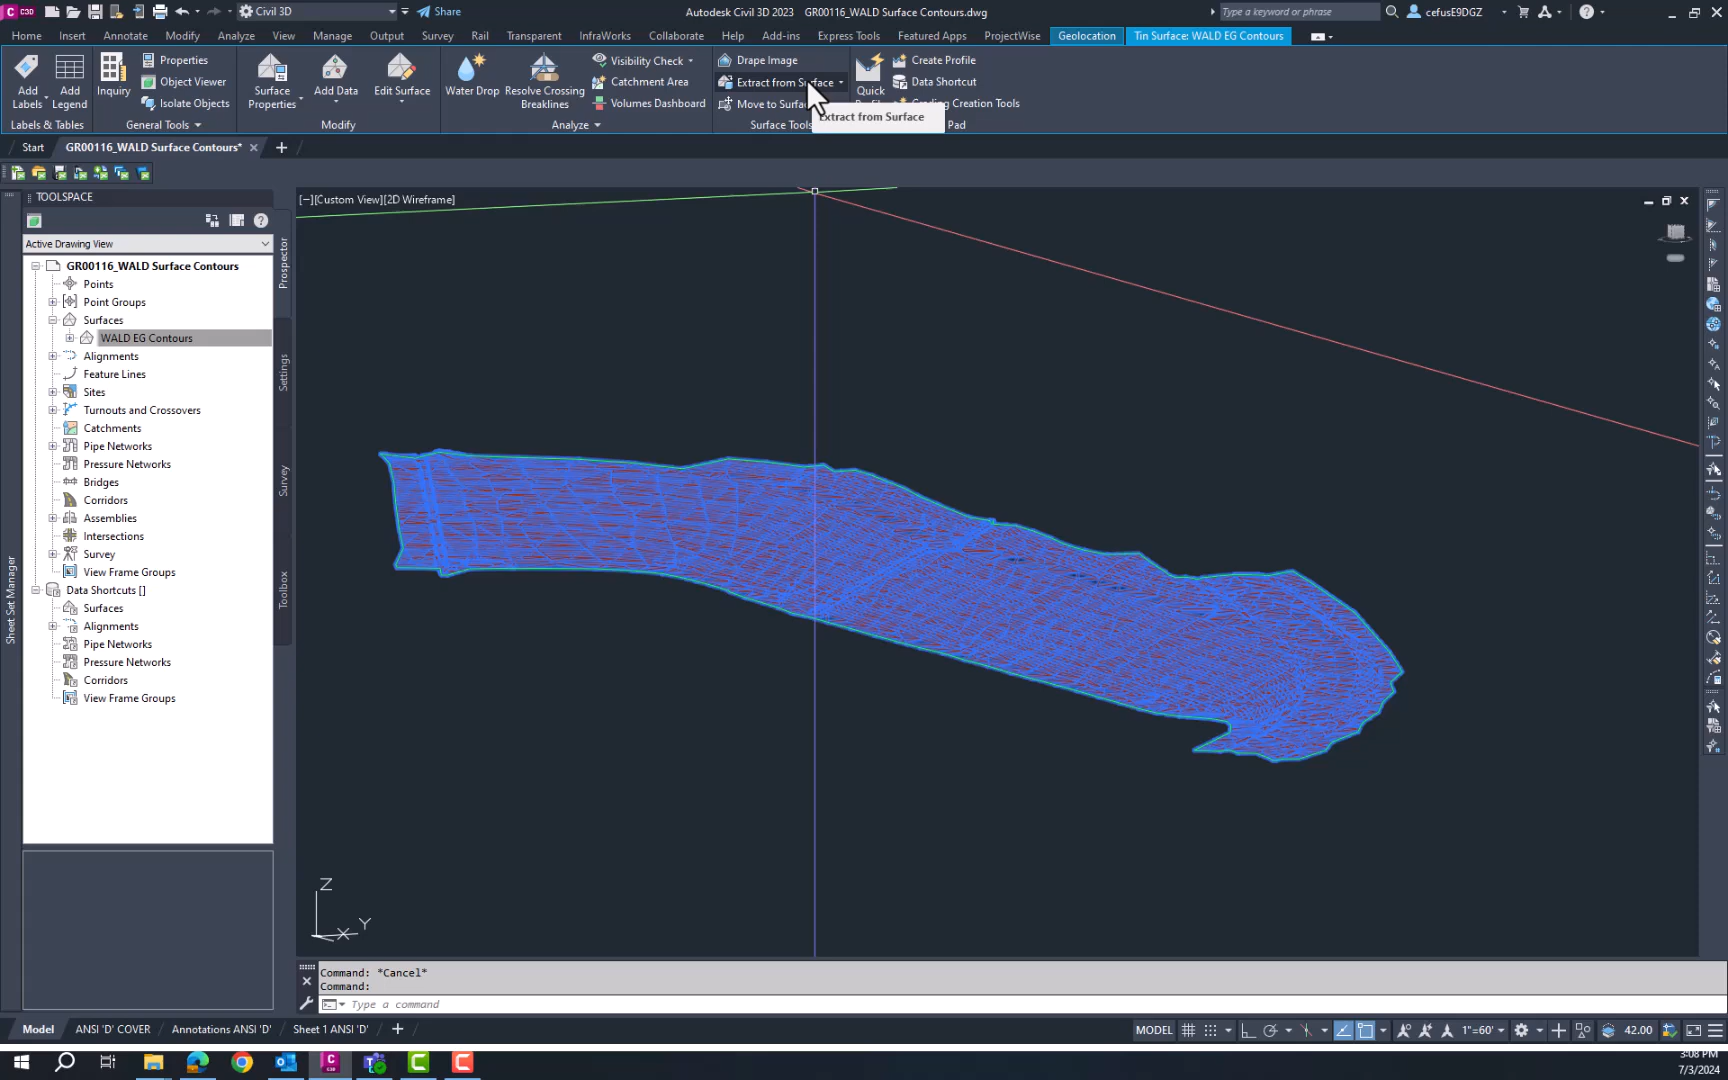 C3D Civil 3D Share Autodesk Civil 3D 2023 GR00116_WALD Surface Contours.dwg Type a keyword or phrase cefusE9DGZ
Home Insert Annotate Modify Analyze View Manage Output Survey Rail Transparent InfraWorks Collaborate Help Add-ins Express Tools Featured Apps ProjectWise Geolocation Tin Surface: WALD EG Contours
Add Labels
Add Legend
Labels & Tables
Inquiry
Properties
Object Viewer
Isolate Objects
General Tools
Surface Properties
Add Data
Edit Surface
Modify
Water Drop
Resolve Crossing Breaklines
Visibility Check
Catchment Area
Volumes Dashboard
Analyze
Drape Image
Extract from Surface
Move to Surfa
Surface Tools
Extract from Surface
Quick
Create Profile
Data Shortcut
Grading Creation Tools
Pad
Start GR00116_WALD Surface Contours*
TOOLSPACE
Active Drawing View
GR00116_WALD Surface Contours
Points
Point Groups
Surfaces
WALD EG Contours
Alignments
Feature Lines
Sites
Turnouts and Crossovers
Catchments
Pipe Networks
Pressure Networks
Bridges
Corridors
Assemblies
Intersections
Survey
View Frame Groups
Data Shortcuts []
Surfaces
Alignments
Pipe Networks
Pressure Networks
Corridors
View Frame Groups
Prospector
Settings
Survey
Toolbox
Sheet Set Manager
[−][Custom View][2D Wireframe]
Z
Y
X
Command: *Cancel*
Command:
Type a command
Model ANSI 'D' COVER Annotations ANSI 'D' Sheet 1 ANSI 'D'
MODEL 1"=60' 42.00
3:08 PM
7/3/2024